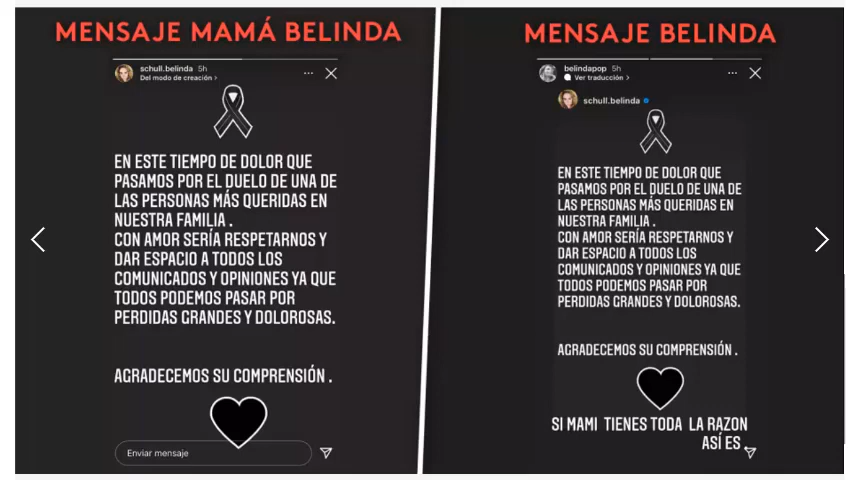 MENSAJE MAMÁ BELINDA
schull.belinda 5h
Del modo de creación >
EN ESTE TIEMPO DE DOLOR QUE
PASAMOS POR EL DUELO DE UNA DE
LAS PERSONAS MÁS QUERIDAS EN
NUESTRA FAMILIA .
CON AMOR SERÍA RESPETARNOS Y
DAR ESPACIO A TODOS LOS
COMUNICADOS Y OPINIONES YA QUE
TODOS PODEMOS PASAR POR
PERDIDAS GRANDES Y DOLOROSAS.
AGRADECEMOS SU COMPRENSIÓN .
Enviar mensaje
MENSAJE BELINDA
belindapop 5h
Ver traducción >
schull.belinda
EN ESTE TIEMPO DE DOLOR QUE
PASAMOS POR EL DUELO DE UNA DE
LAS PERSONAS MÁS QUERIDAS EN
NUESTRA FAMILIA .
CON AMOR SERÍA RESPETARNOS Y
DAR ESPACIO A TODOS LOS
COMUNICADOS Y OPINIONES YA QUE
TODOS PODEMOS PASAR POR
PERDIDAS GRANDES Y DOLOROSAS.
AGRADECEMOS SU COMPRENSIÓN .
SI MAMI TIENES TODA LA RAZON
ASÍ ES .